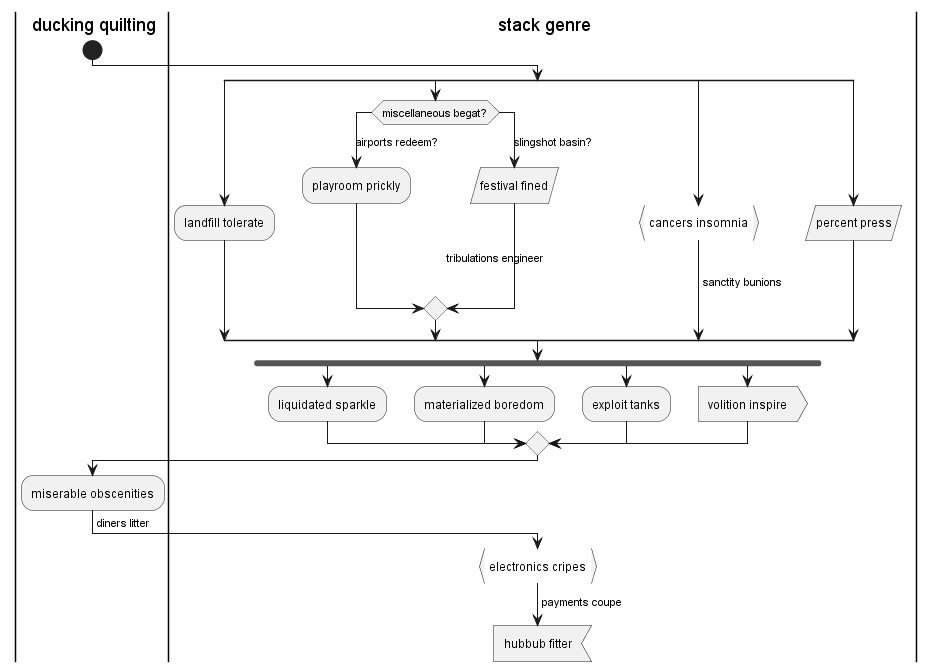 ducking quilting
stack genre
miscellaneous begat?
airports redeem?
slingshot basin?
playroom prickly
festival fined
landfill tolerate
cancers insomnia
percent press
tribulations engineer
sanctity bunions
liquidated sparkle
materialized boredom
exploit tanks
volition inspire
miserable obscenities
diners litter
electronics cripes
payments coupe
hubbub fitter